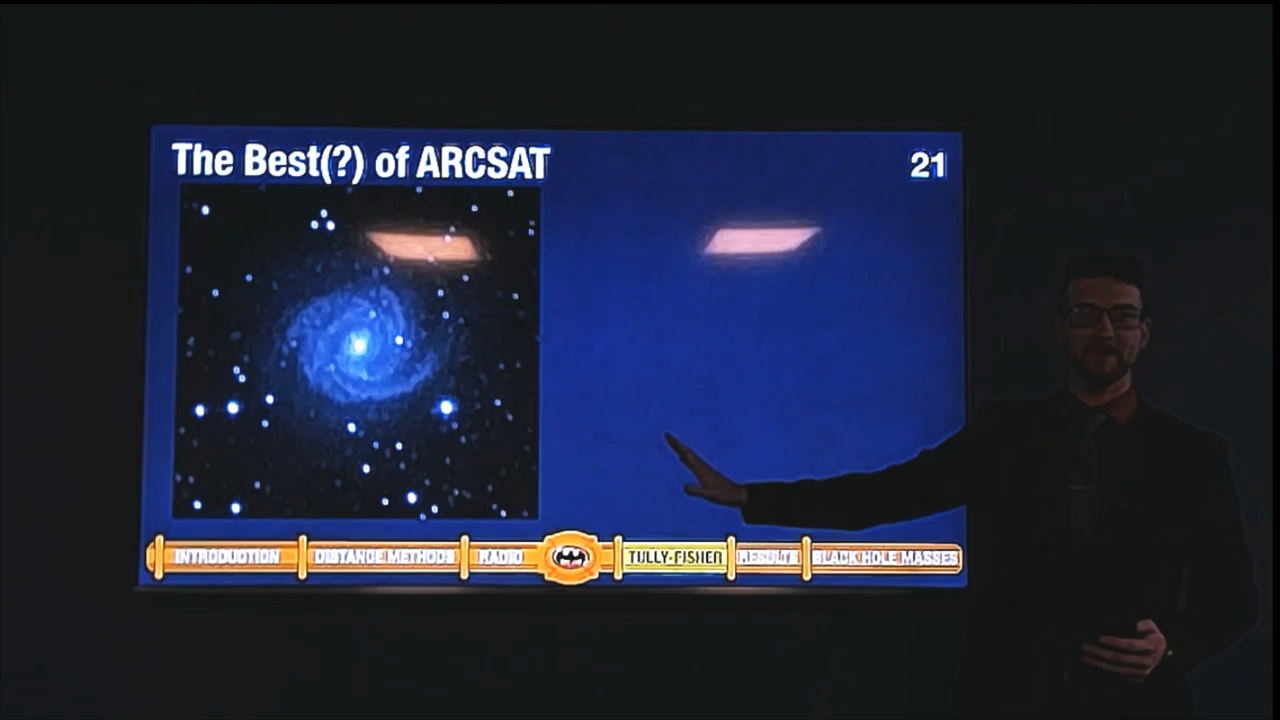 The Best(?) of ARCSAT
21
INTRODUCTION DISTANCE METHODS RADIO TULLY-FISHER RESULTS BLACK HOLE MASSES